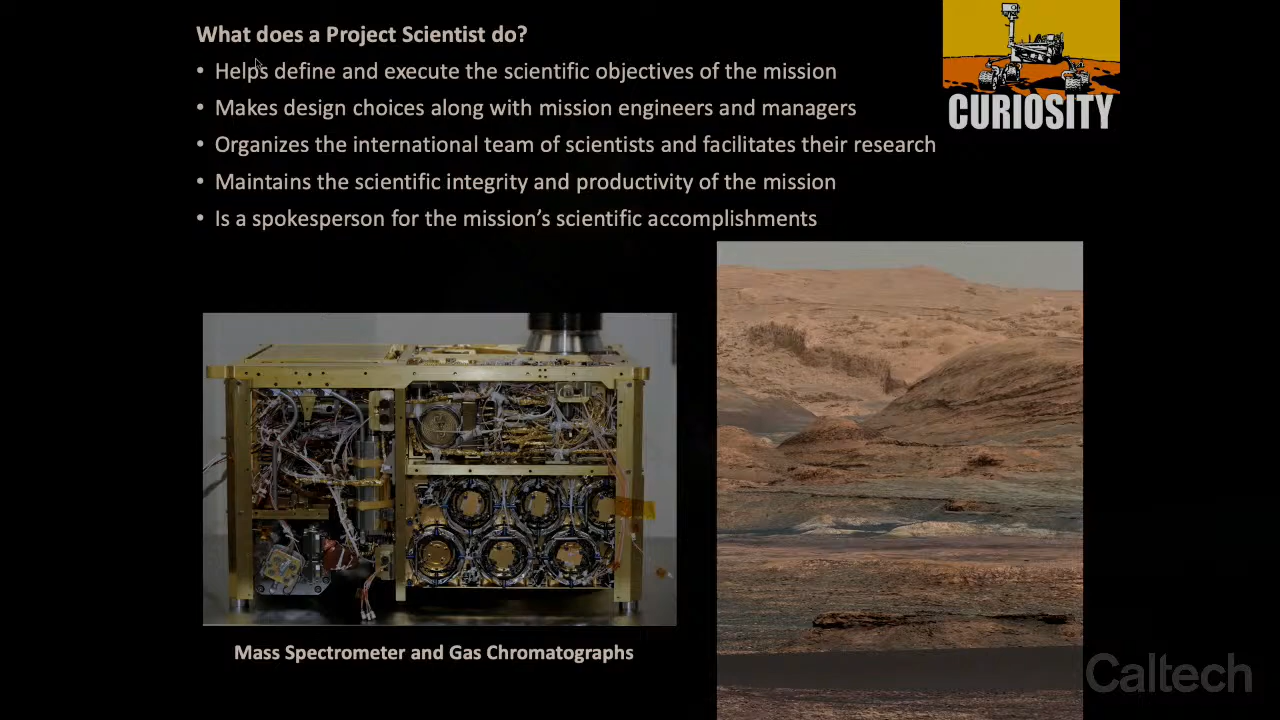 What does a Project Scientist do?
• Helps define and execute the scientific objectives of the mission
• Makes design choices along with mission engineers and managers
• Organizes the international team of scientists and facilitates their research
• Maintains the scientific integrity and productivity of the mission
• Is a spokesperson for the mission’s scientific accomplishments
CURIOSITY
Mass Spectrometer and Gas Chromatographs
Caltech